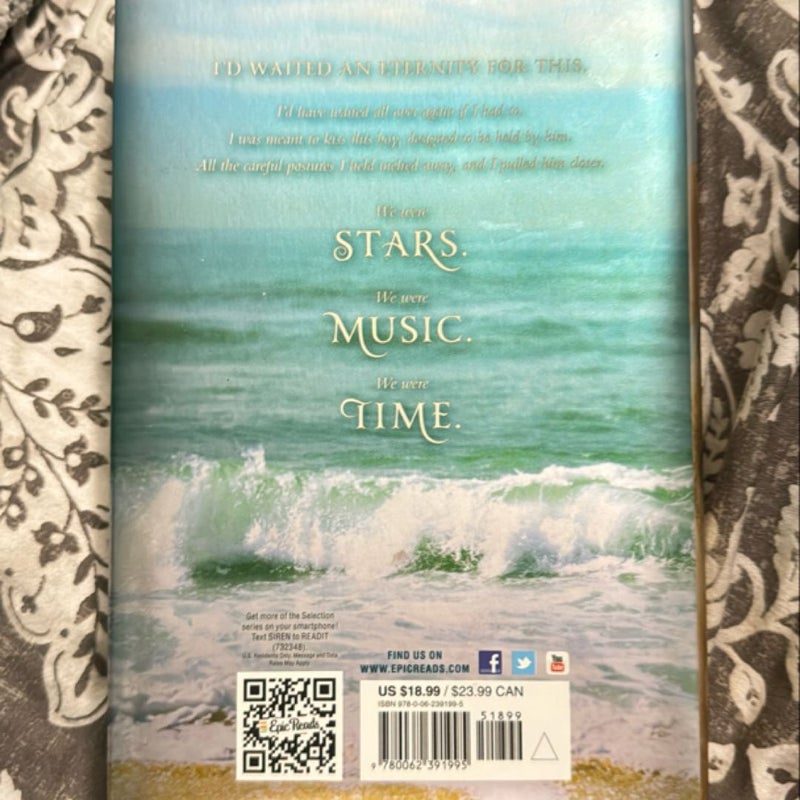 I'D WAITED AN ETERNITY FOR THIS.
I'd have waited all over again if I had to.
I was meant to kiss this boy, designed to be held by him.
All the careful postures I held melted away, and I pulled him closer.
We were
STARS.
We were
MUSIC.
We were
TIME.
Get more of the Selection
series on your smartphone!
Text SIREN to READIT
(732348)
U.S. Residents Only. Message and Data
Rates May Apply
Epic Reads
FIND US ON
WWW.EPICREADS.COM
You Tube
US $18.99 / $23.99 CAN
ISBN 978-0-06-239199-5
51899
9 780062 391995